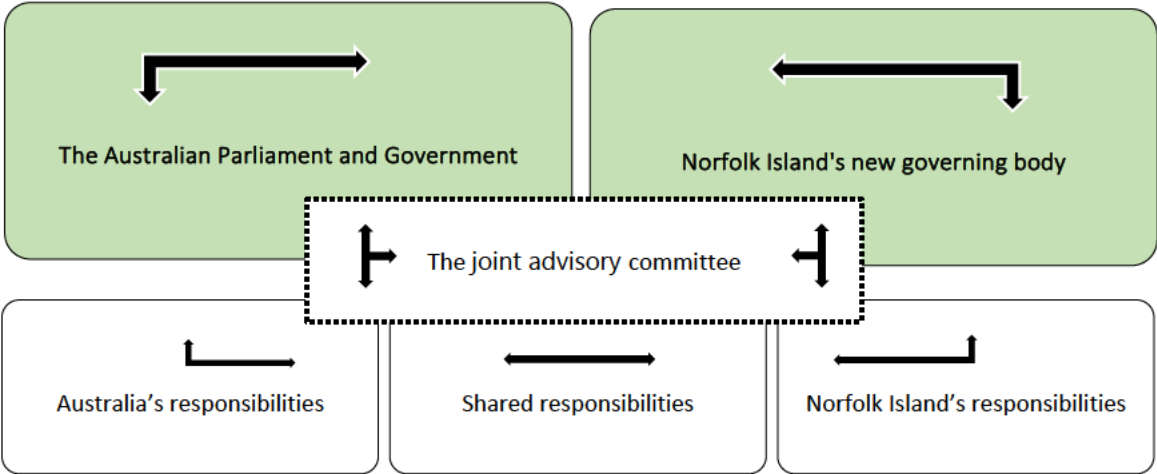 The Australian Parliament and Government
Norfolk Island's new governing body
The joint advisory committee
Australia’s responsibilities
Shared responsibilities
Norfolk Island’s responsibilities